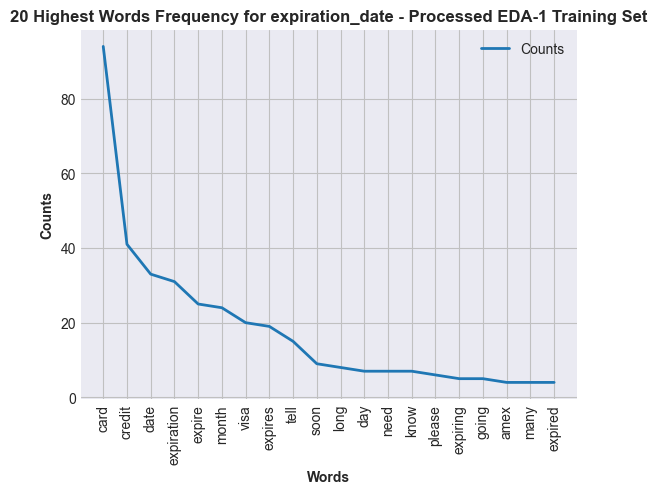 20 Highest Words Frequency for expiration_date - Processed EDA-1 Training Set
Counts
80
60
40
20
0
Counts
card
credit
date
expiration
expire
month
visa
expires
tell
soon
long
day
need
know
please
expiring
going
amex
many
expired
Words